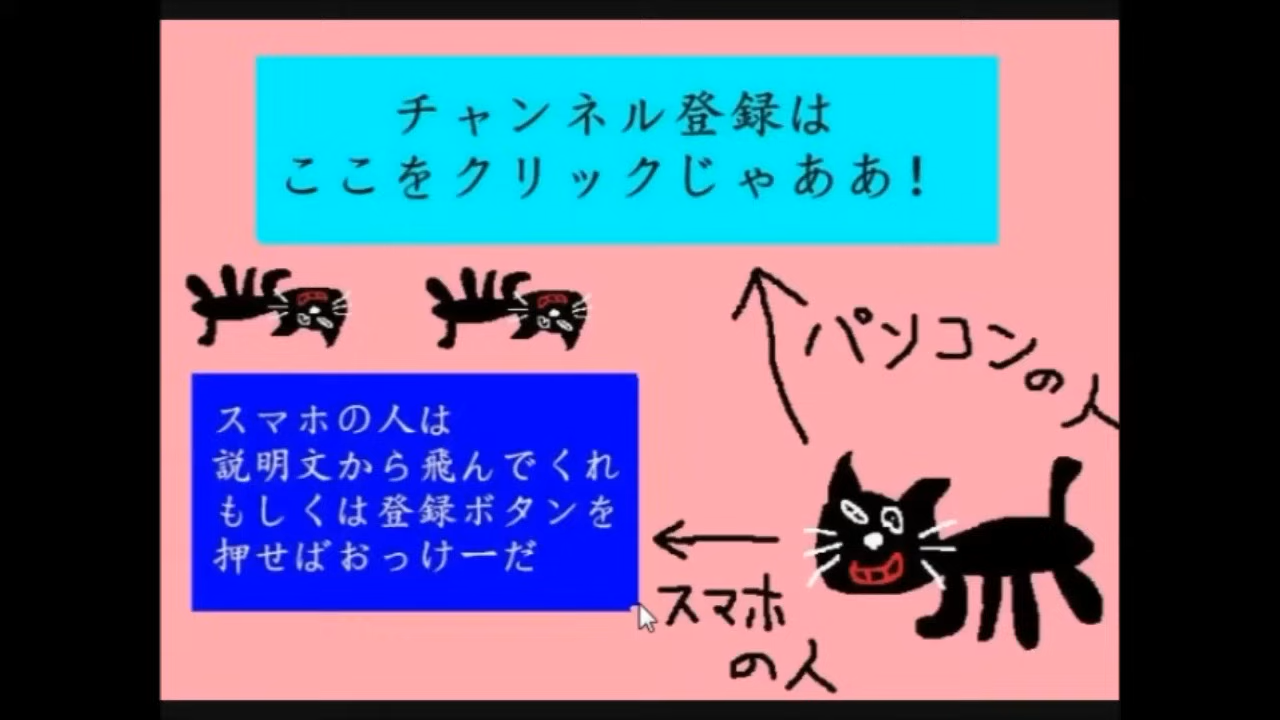 チャンネル登録は
ここをクリックじゃああ!
パソコンの人
スマホの人は
説明文から飛んでくれ
もしくは登録ボタンを
押せばおっけーだ
スマホ
の人